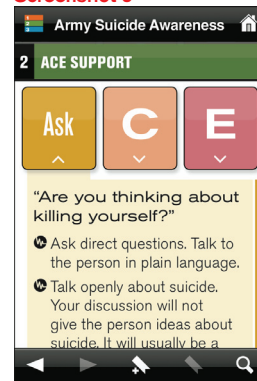 Army Suicide Awareness
2 ACE SUPPORT
Ask C E
“Are you thinking about
killing yourself?”
Ask direct questions. Talk to
the person in plain language.
Talk openly about suicide.
Your discussion will not
give the person ideas about
suicide. It will usually be a